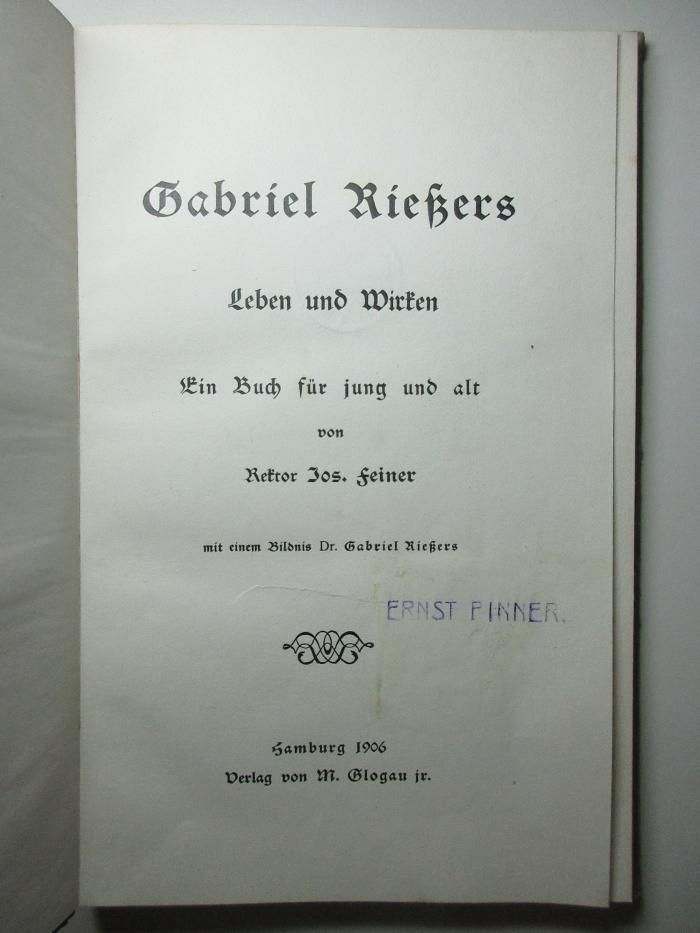 Gabriel Rießers
Leben und Wirken
Ein Buch für jung und alt
von
Rektor Jos. Feiner
mit einem Bildnis Dr. Gabriel Rießers
ERNST PINNER.
Hamburg 1906
Verlag von M. Glogau jr.